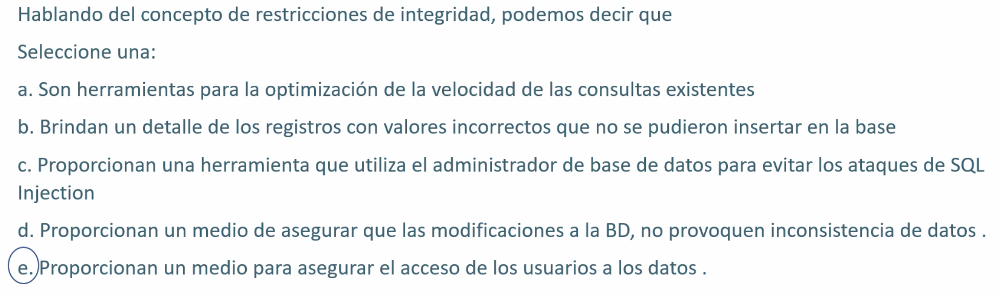 Hablando del concepto de restricciones de integridad, podemos decir que
Seleccione una:
a. Son herramientas para la optimización de la velocidad de las consultas existentes
b. Brindan un detalle de los registros con valores incorrectos que no se pudieron insertar en la base
c. Proporcionan una herramienta que utiliza el administrador de base de datos para evitar los ataques de SQL
Injection
d. Proporcionan un medio de asegurar que las modificaciones a la BD, no provoquen inconsistencia de datos .
e. Proporcionan un medio para asegurar el acceso de los usuarios a los datos .